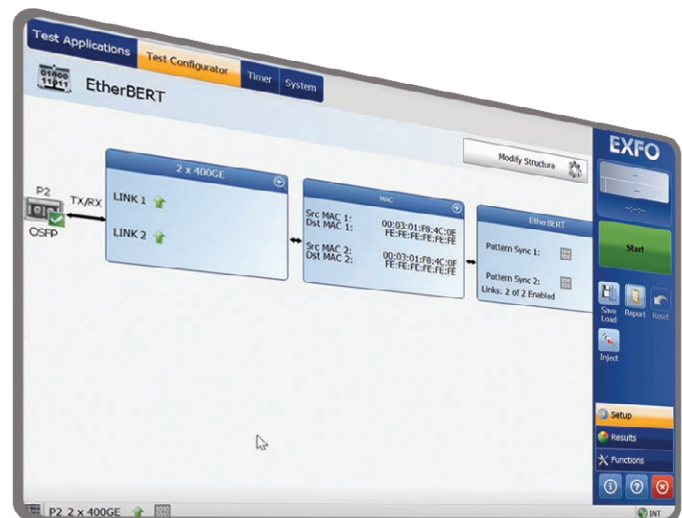 Test Applications
Test Configurator
Timer
System
01000
11011
EtherBERT
Modify Structure
EXFO
P2
TX/RX
OSFP
2 x 400GE
LINK 1
LINK 2
MAC
Src MAC 1: 00:03:01:F8:4C:0E
Dst MAC 1: FE:FE:FE:FE:FE:FE
Src MAC 2: 00:03:01:F8:4C:0F
Dst MAC 2: FE:FE:FE:FE:FE:FE
EtherBERT
Pattern Sync 1:
Pattern Sync 2:
Links: 2 of 2 Enabled
--
--
--:--:--
Start
Save
Load
Report
Reset
Inject
Setup
Results
Functions
P2 2 x 400GE
INT